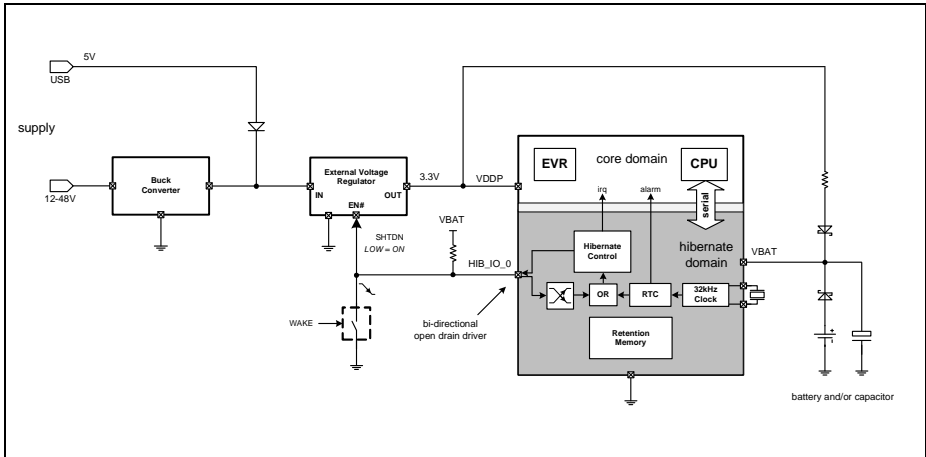 5V
USB
supply
12-48V
Buck
Converter
External Voltage
Regulator
IN
OUT
EN#
3.3V
VDDP
SHTDN
LOW = ON
VBAT
HIB_IO_0
WAKE
bi-directional
open drain driver
EVR
core domain
CPU
irq
alarm
serial
Hibernate
Control
hibernate
domain
VBAT
OR
RTC
32kHz
Clock
Retention
Memory
+
battery and/or capacitor